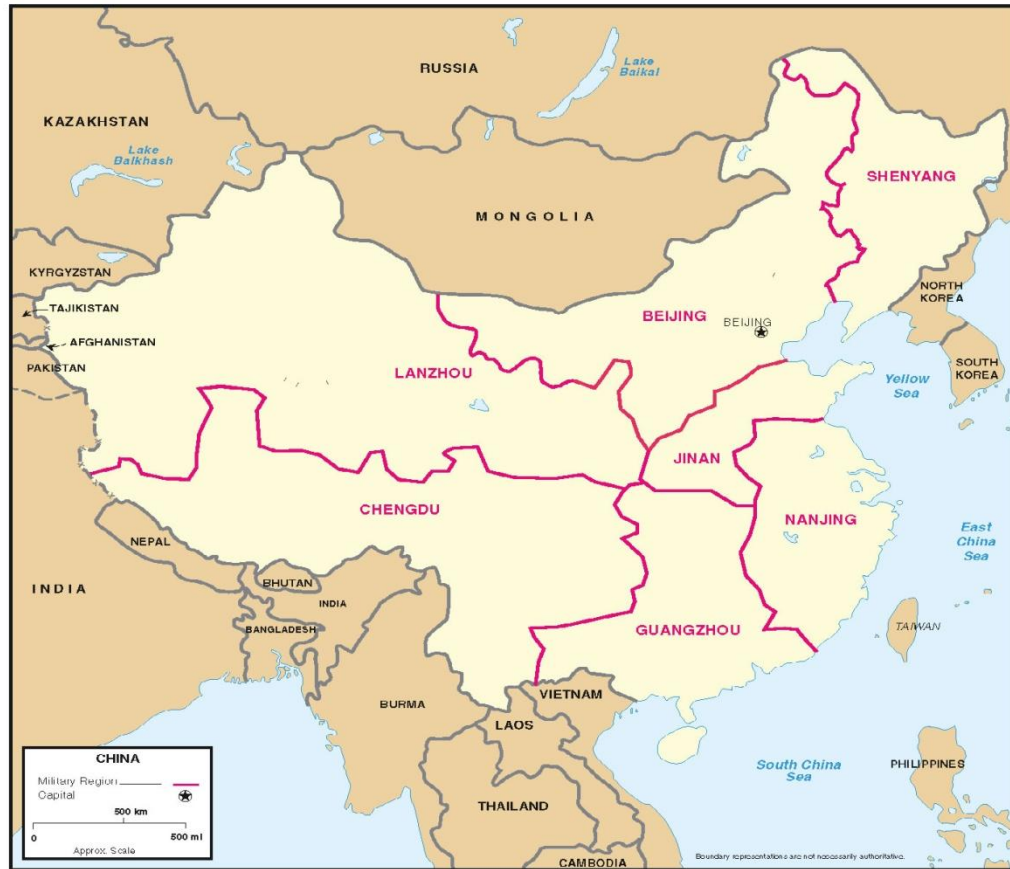 RUSSIA
Lake
Baikal
KAZAKHSTAN
Lake
Balkhash
SHENYANG
MONGOLIA
KYRGYZSTAN
NORTH
KOREA
TAJIKISTAN
BEIJING
BEIJING
AFGHANISTAN
PAKISTAN
LANZHOU
SOUTH
KOREA
Yellow
Sea
JINAN
CHENGDU
NANJING
NEPAL
East
China
Sea
BHUTAN
INDIA
INDIA
BANGLADESH
GUANGZHOU
TAIWAN
BURMA
VIETNAM
LAOS
CHINA
Military Region
Capital
500 km
0
500 mi
Approx. Scale
South China
Sea
PHILIPPINES
THAILAND
CAMBODIA
Boundary representations are not necessarily authoritative.